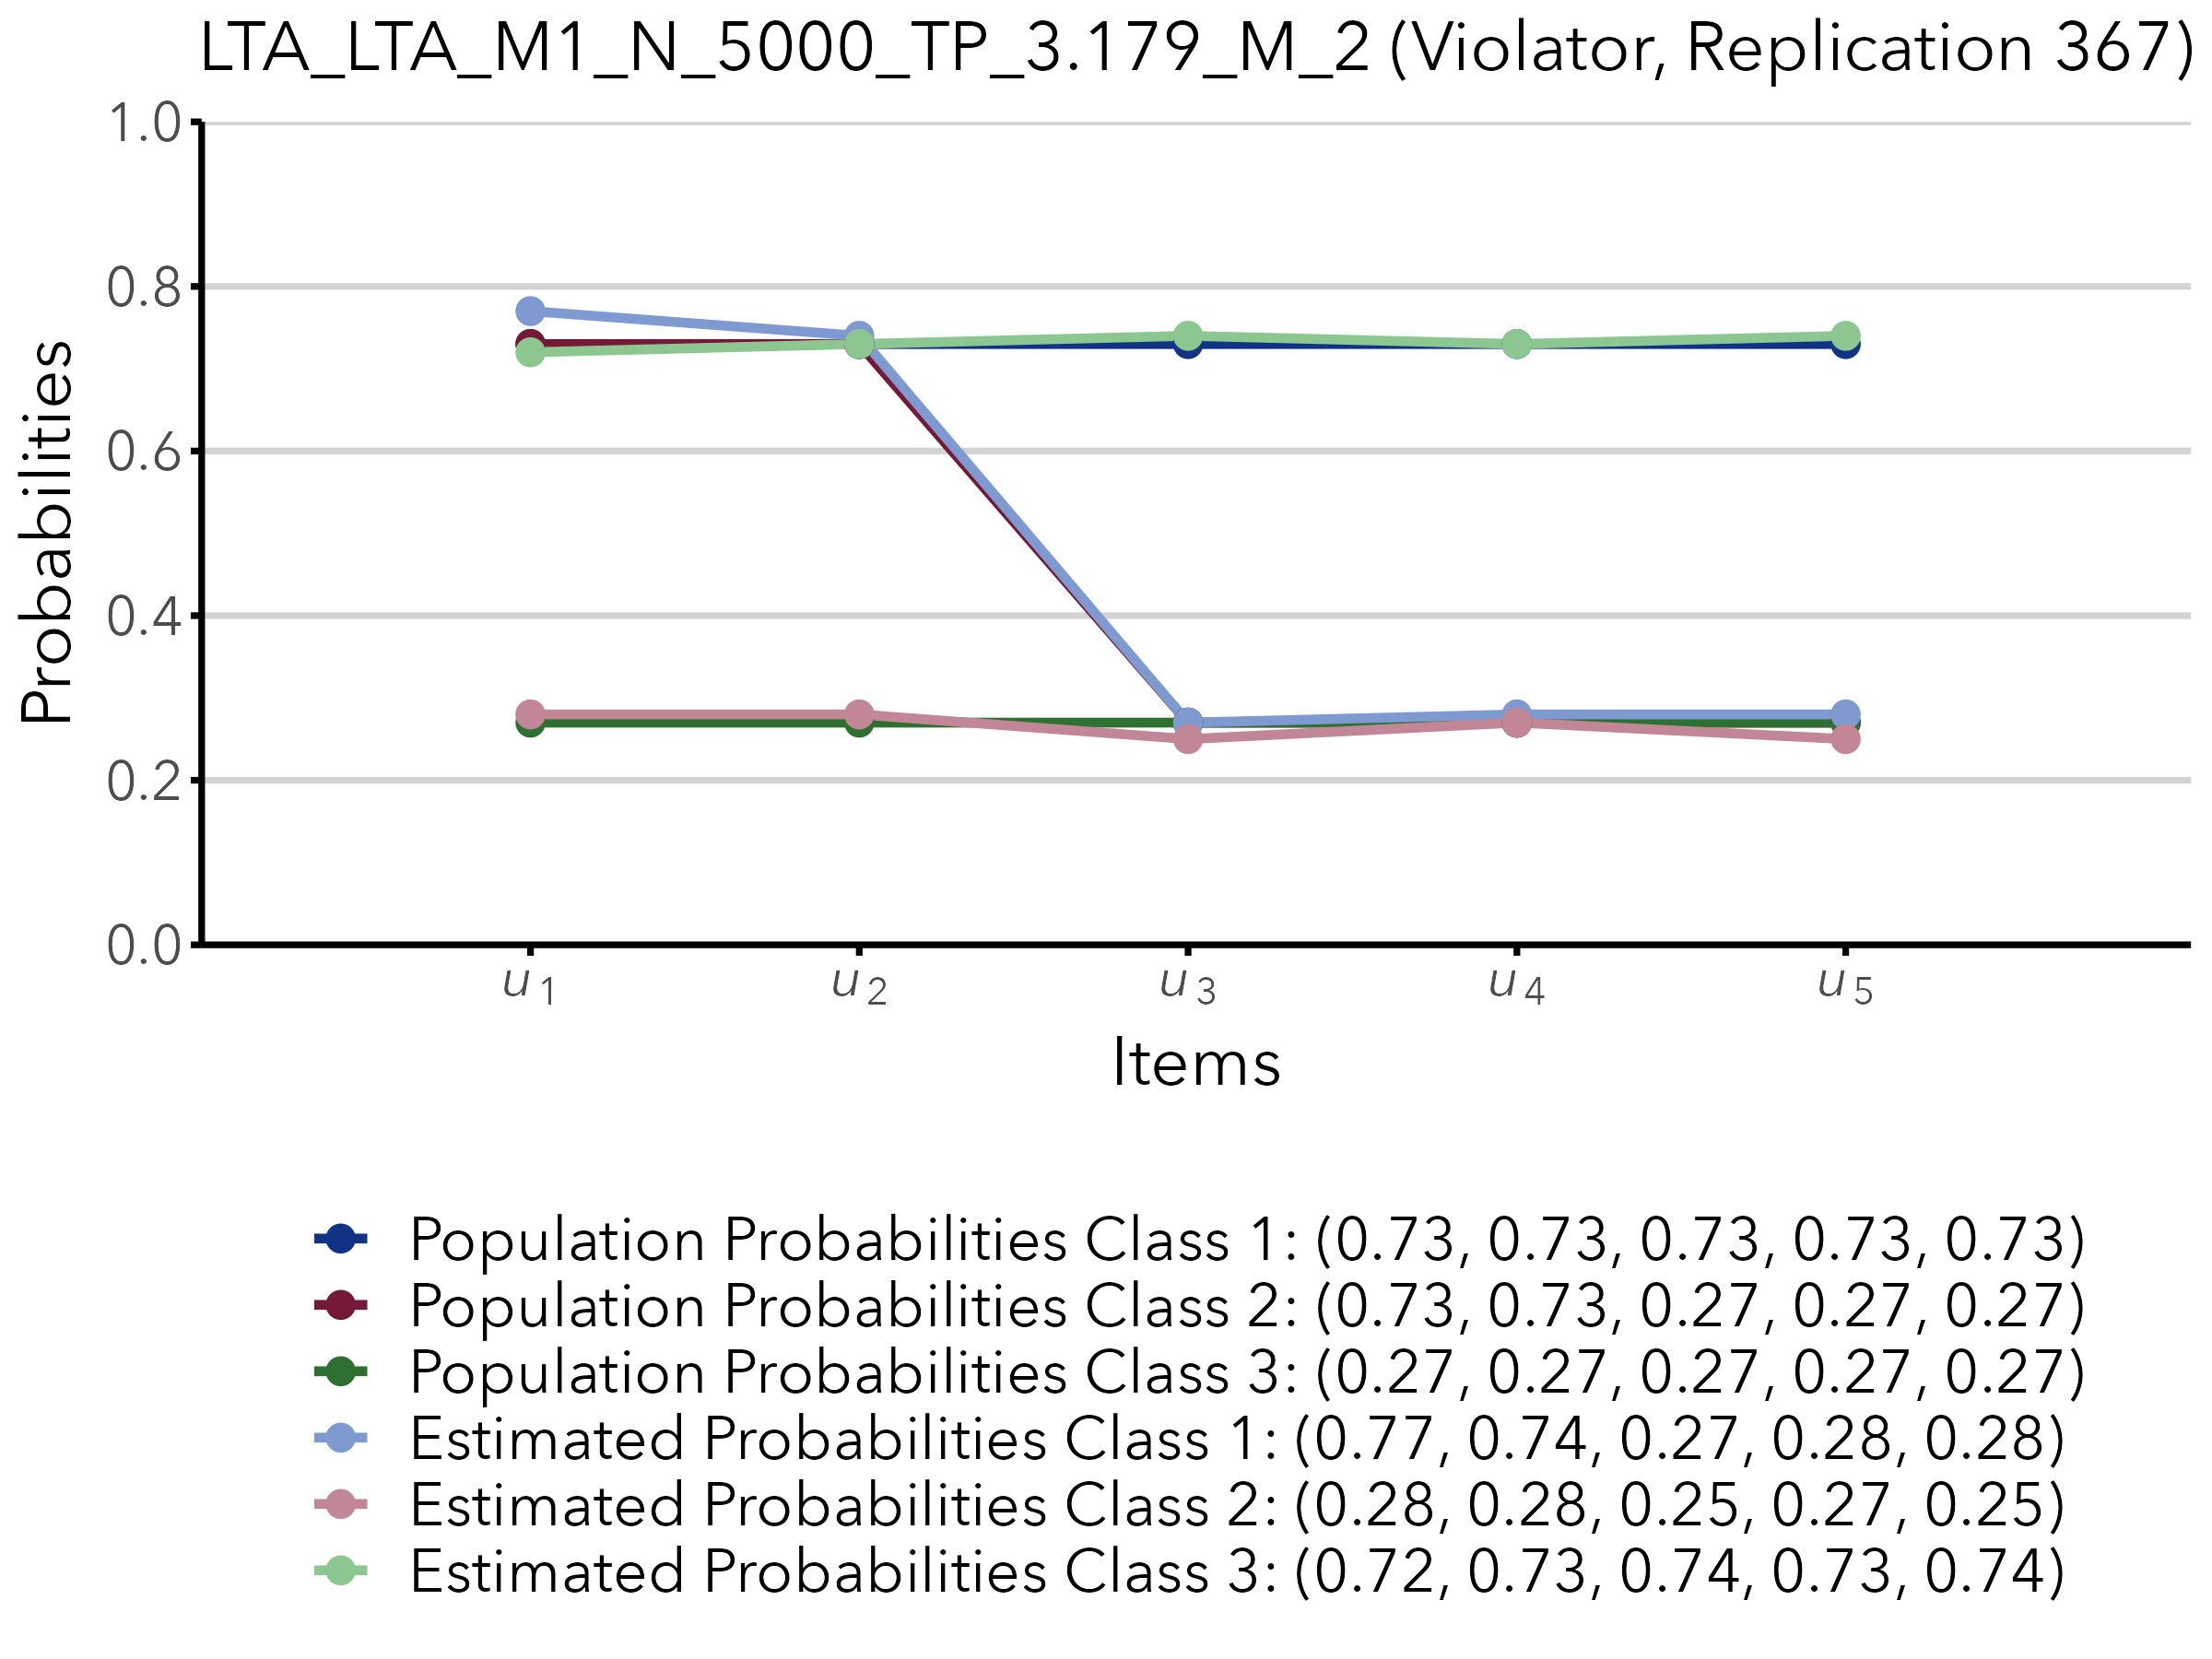 LTA_LTA_M1_N_5000_TP_3.179_M_2 (Violator, Replication 367)
1.0
0.8
0.6
0.4
0.2
0.0
Probabilities
u1 u2 u3 u4 u5
Items
Population Probabilities Class 1: (0.73, 0.73, 0.73, 0.73, 0.73)
Population Probabilities Class 2: (0.73, 0.73, 0.27, 0.27, 0.27)
Population Probabilities Class 3: (0.27, 0.27, 0.27, 0.27, 0.27)
Estimated Probabilities Class 1: (0.77, 0.74, 0.27, 0.28, 0.28)
Estimated Probabilities Class 2: (0.28, 0.28, 0.25, 0.27, 0.25)
Estimated Probabilities Class 3: (0.72, 0.73, 0.74, 0.73, 0.74)